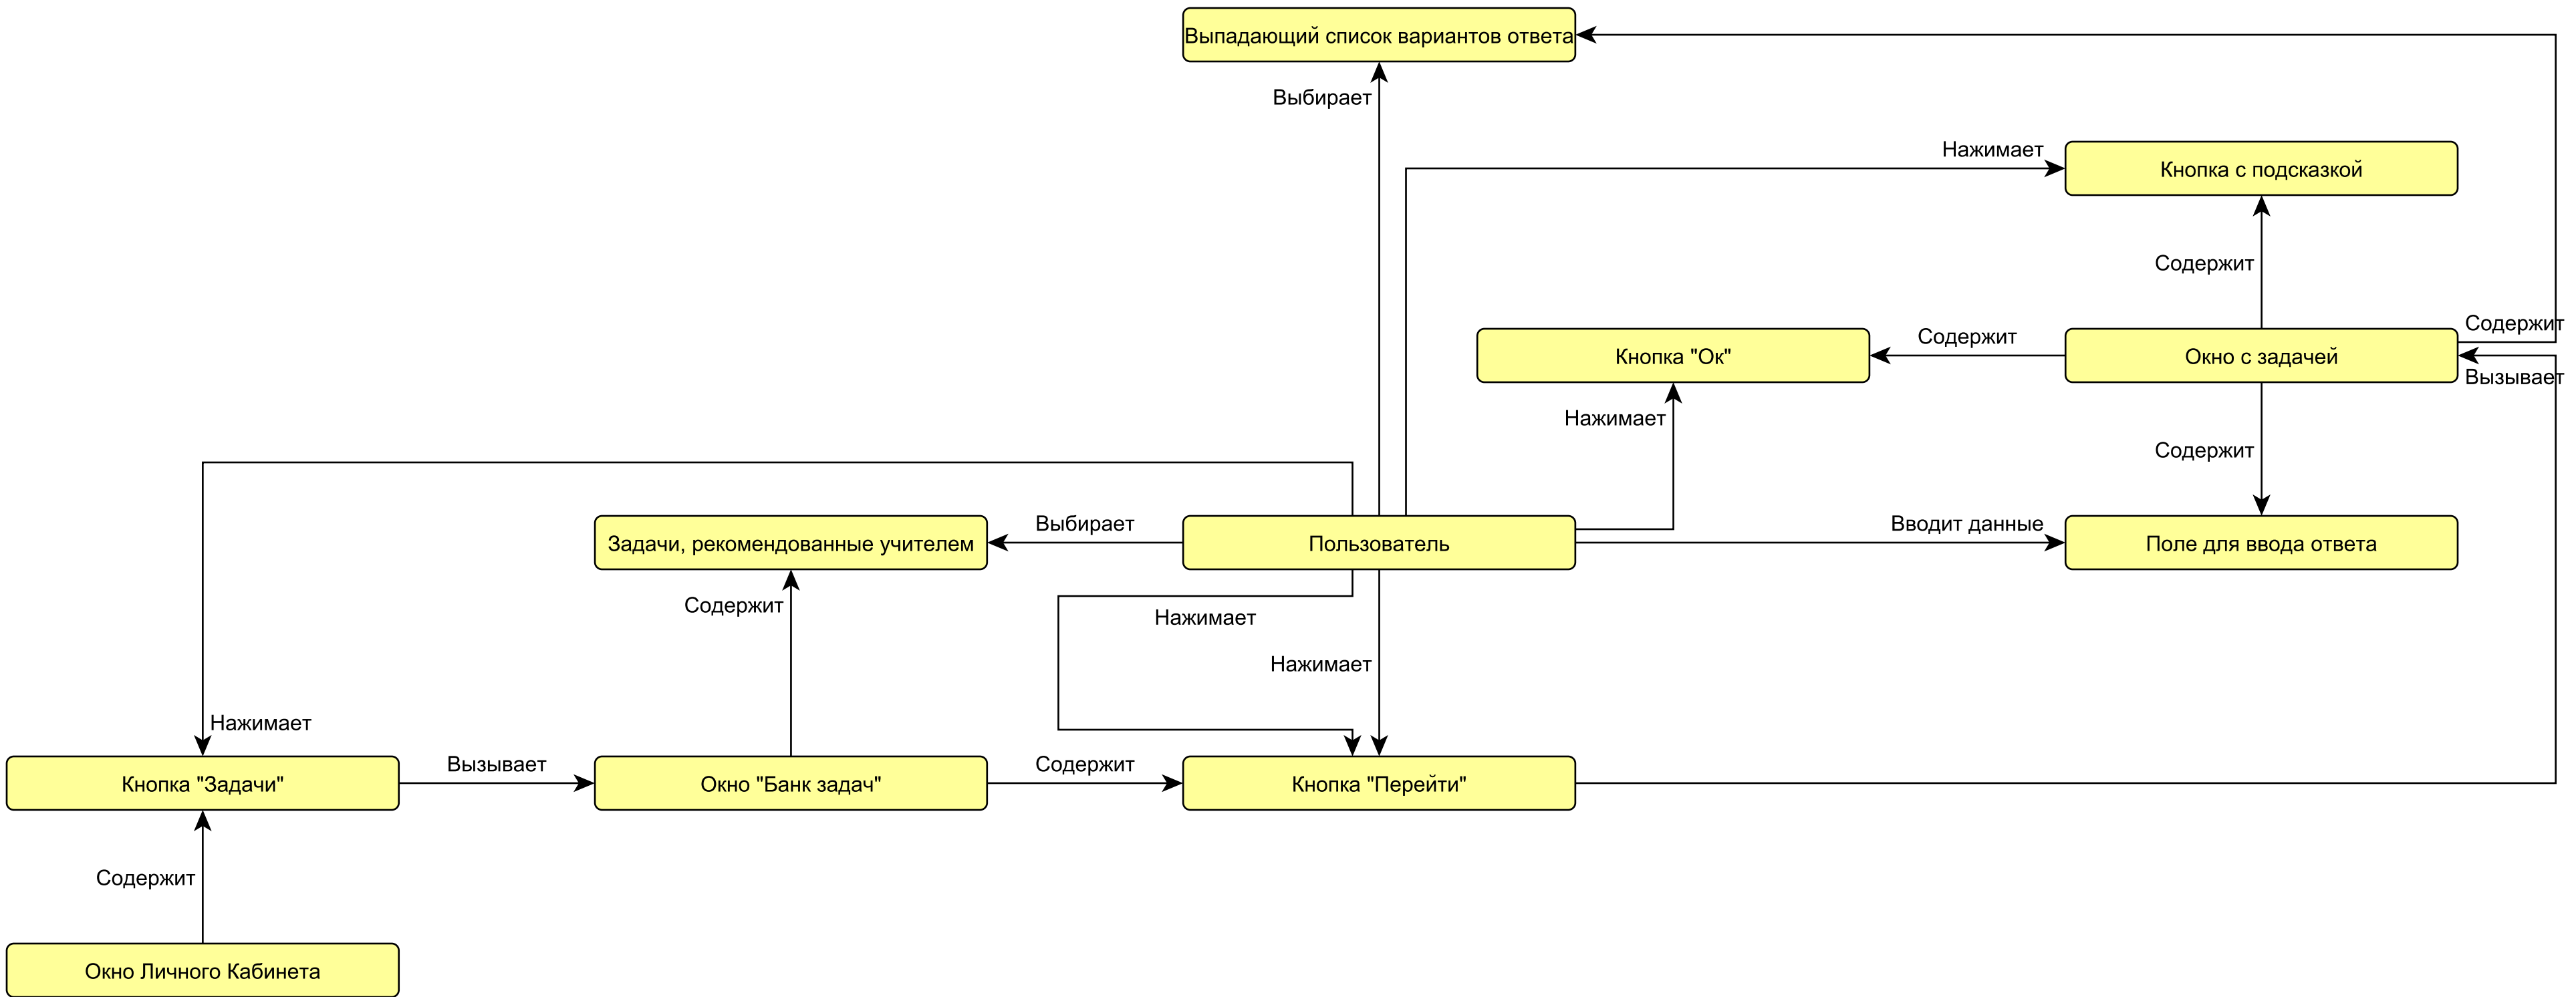 Выпадающий список вариантов ответа
Выбирает
Нажимает
Кнопка с подсказкой
Содержит
Содержит
Содержит
Кнопка "Ок"
Окно с задачей
Вызывает
Нажимает
Содержит
Выбирает
Вводит данные
Задачи, рекомендованные учителем
Пользователь
Поле для ввода ответа
Содержит
Нажимает
Нажимает
Нажимает
Вызывает
Содержит
Кнопка "Задачи"
Окно "Банк задач"
Кнопка "Перейти"
Содержит
Окно Личного Кабинета